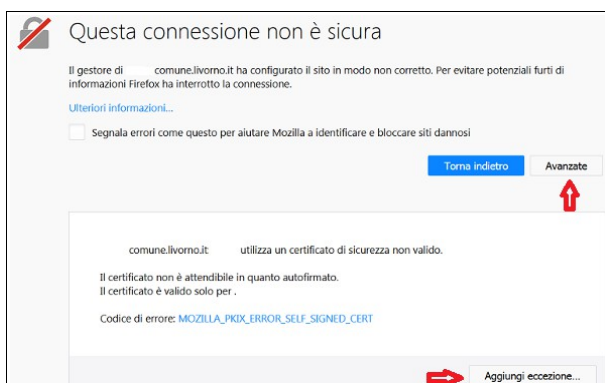 Questa connessione non è sicura
Il gestore di comune.livorno.it ha configurato il sito in modo non corretto. Per evitare potenziali furti di
informazioni Firefox ha interrotto la connessione.
Ulteriori informazioni...
Segnala errori come questo per aiutare Mozilla a identificare e bloccare siti dannosi
Torna indietro Avanzate
comune.livorno.it utilizza un certificato di sicurezza non valido.
Il certificato non è attendibile in quanto autofirmato.
Il certificato è valido solo per .
Codice di errore: MOZILLA_PKIX_ERROR_SELF_SIGNED_CERT
Aggiungi eccezione...